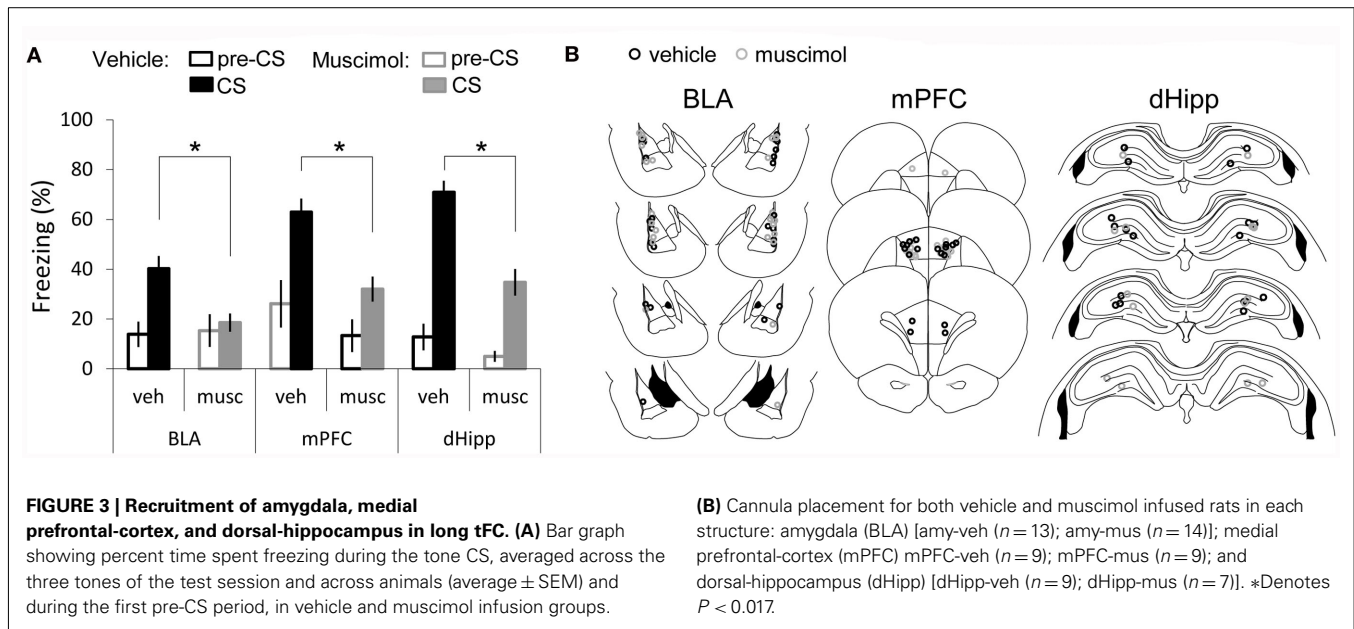 A
Vehicle: pre-CS Muscimol: pre-CS
CS CS
100
80
60
40
20
0
Freezing (%)
* * *
veh musc veh musc veh musc
BLA mPFC dHipp
B vehicle muscimol
BLA mPFC dHipp
FIGURE 3 | Recruitment of amygdala, medial
prefrontal-cortex, and dorsal-hippocampus in long tFC. (A) Bar graph
showing percent time spent freezing during the tone CS, averaged across the
three tones of the test session and across animals (average ± SEM) and
during the first pre-CS period, in vehicle and muscimol infusion groups.
(B) Cannula placement for both vehicle and muscimol infused rats in each
structure: amygdala (BLA) [amy-veh (n = 13); amy-mus (n = 14)]; medial
prefrontal-cortex (mPFC) mPFC-veh (n = 9); mPFC-mus (n = 9); and
dorsal-hippocampus (dHipp) [dHipp-veh (n = 9); dHipp-mus (n = 7)]. *Denotes
P < 0.017.